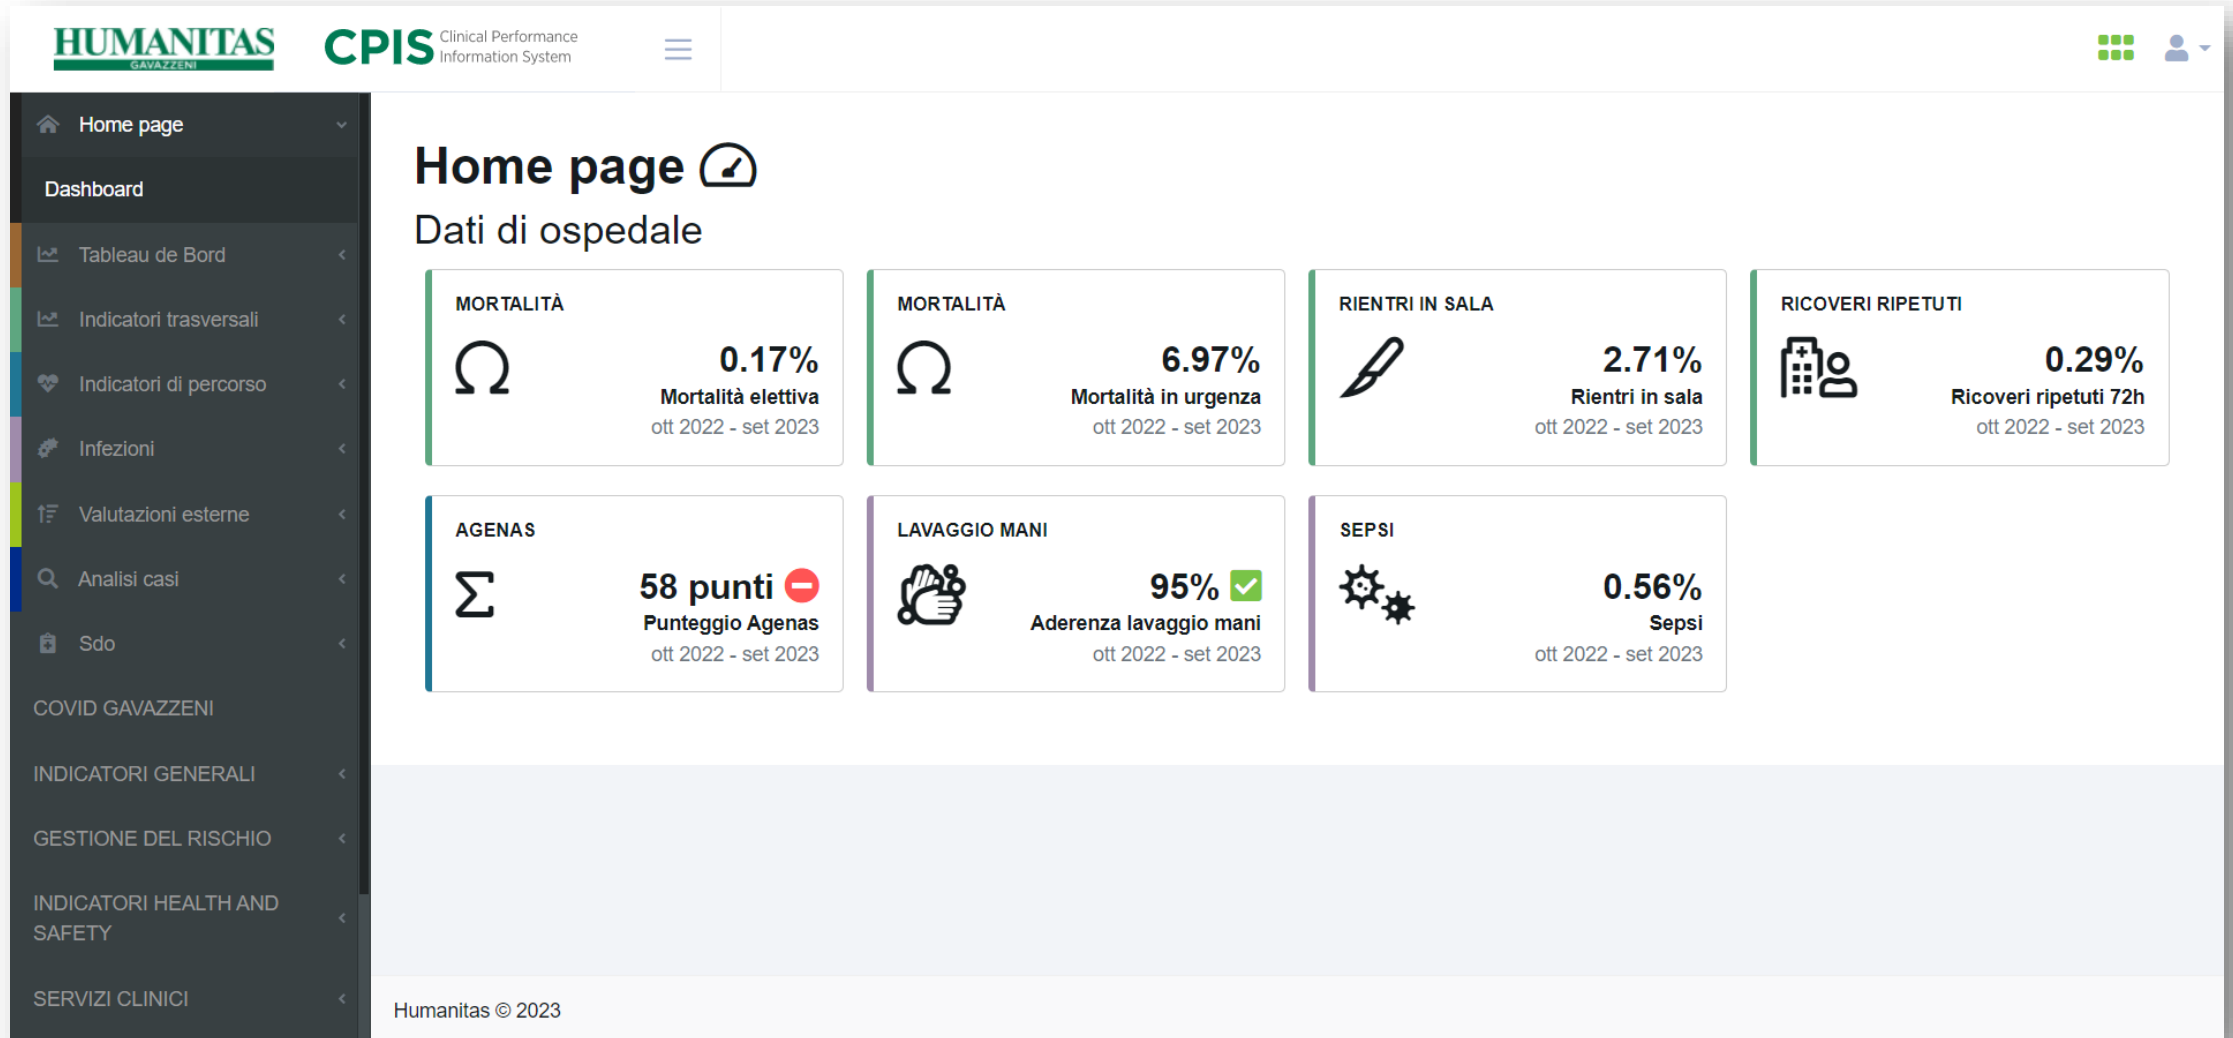 HUMANITAS
GAVAZZENI
CPIS
Clinical Performance
Information System
Home page
Dashboard
Tableau de Bord
Indicatori trasversali
Indicatori di percorso
Infezioni
Valutazioni esterne
Analisi casi
Sdo
COVID GAVAZZENI
INDICATORI GENERALI
GESTIONE DEL RISCHIO
INDICATORI HEALTH AND
SAFETY
SERVIZI CLINICI
Home page
Dati di ospedale
MORTALITÀ
0.17%
Mortalità elettiva
ott 2022 - set 2023
MORTALITÀ
6.97%
Mortalità in urgenza
ott 2022 - set 2023
RIENTRI IN SALA
2.71%
Rientri in sala
ott 2022 - set 2023
RICOVERI RIPETUTI
0.29%
Ricoveri ripetuti 72h
ott 2022 - set 2023
AGENAS
58 punti
Punteggio Agenas
ott 2022 - set 2023
LAVAGGIO MANI
95%
Aderenza lavaggio mani
ott 2022 - set 2023
SEPSI
0.56%
Sepsi
ott 2022 - set 2023
Humanitas © 2023